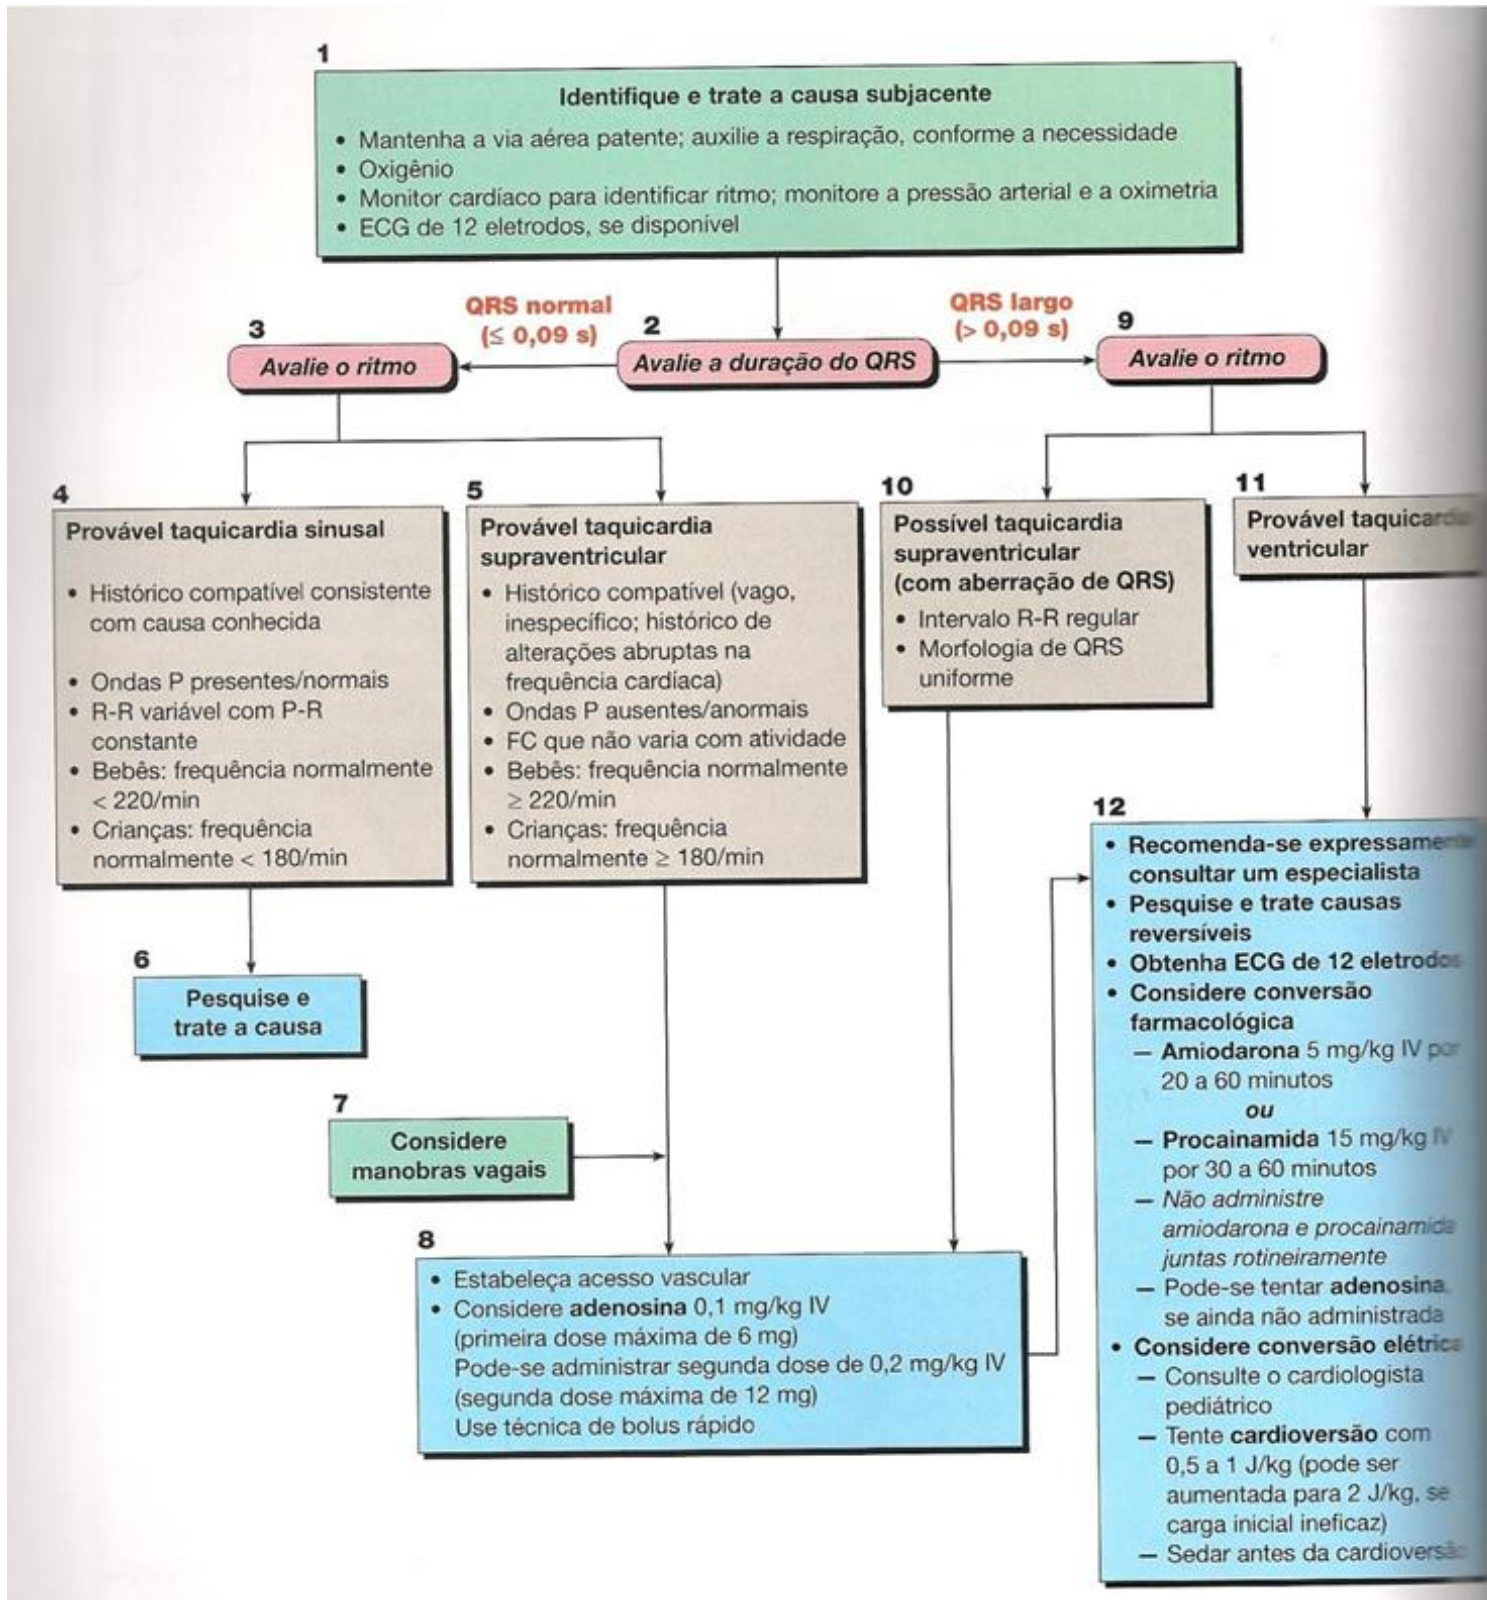 1
Identifique e trate a causa subjacente
• Mantenha a via aérea patente; auxilie a respiração, conforme a necessidade
• Oxigênio
• Monitor cardíaco para identificar ritmo; monitore a pressão arterial e a oximetria
• ECG de 12 eletrodos, se disponível
QRS normal
(≤ 0,09 s)
QRS largo
(> 0,09 s)
3
Avalie o ritmo
2
Avalie a duração do QRS
9
Avalie o ritmo
4
Provável taquicardia sinusal
• Histórico compatível consistente
com causa conhecida
• Ondas P presentes/normais
• R-R variável com P-R
constante
• Bebês: frequência normalmente
< 220/min
• Crianças: frequência
normalmente < 180/min
5
Provável taquicardia
supraventricular
• Histórico compatível (vago,
inespecífico; histórico de
alterações abruptas na
frequência cardíaca)
• Ondas P ausentes/anormais
• FC que não varia com atividade
• Bebês: frequência normalmente
≥ 220/min
• Crianças: frequência
normalmente ≥ 180/min
10
Possível taquicardia
supraventricular
(com aberração de QRS)
• Intervalo R-R regular
• Morfologia de QRS
uniforme
11
Provável taquicardia
ventricular
6
Pesquise e
trate a causa
7
Considere
manobras vagais
8
• Estabeleça acesso vascular
• Considere adenosina 0,1 mg/kg IV
(primeira dose máxima de 6 mg)
Pode-se administrar segunda dose de 0,2 mg/kg IV
(segunda dose máxima de 12 mg)
Use técnica de bolus rápido
12
• Recomenda-se expressamente
consultar um especialista
• Pesquise e trate causas
reversíveis
• Obtenha ECG de 12 eletrodos
• Considere conversão
farmacológica
— Amiodarona 5 mg/kg IV por
20 a 60 minutos
ou
— Procainamida 15 mg/kg IV
por 30 a 60 minutos
— Não administre
amiodarona e procainamida
juntas rotineiramente
— Pode-se tentar adenosina,
se ainda não administrada
• Considere conversão elétrica
— Consulte o cardiologista
pediátrico
— Tente cardioversão com
0,5 a 1 J/kg (pode ser
aumentada para 2 J/kg, se
carga inicial ineficaz)
— Sedar antes da cardioversão